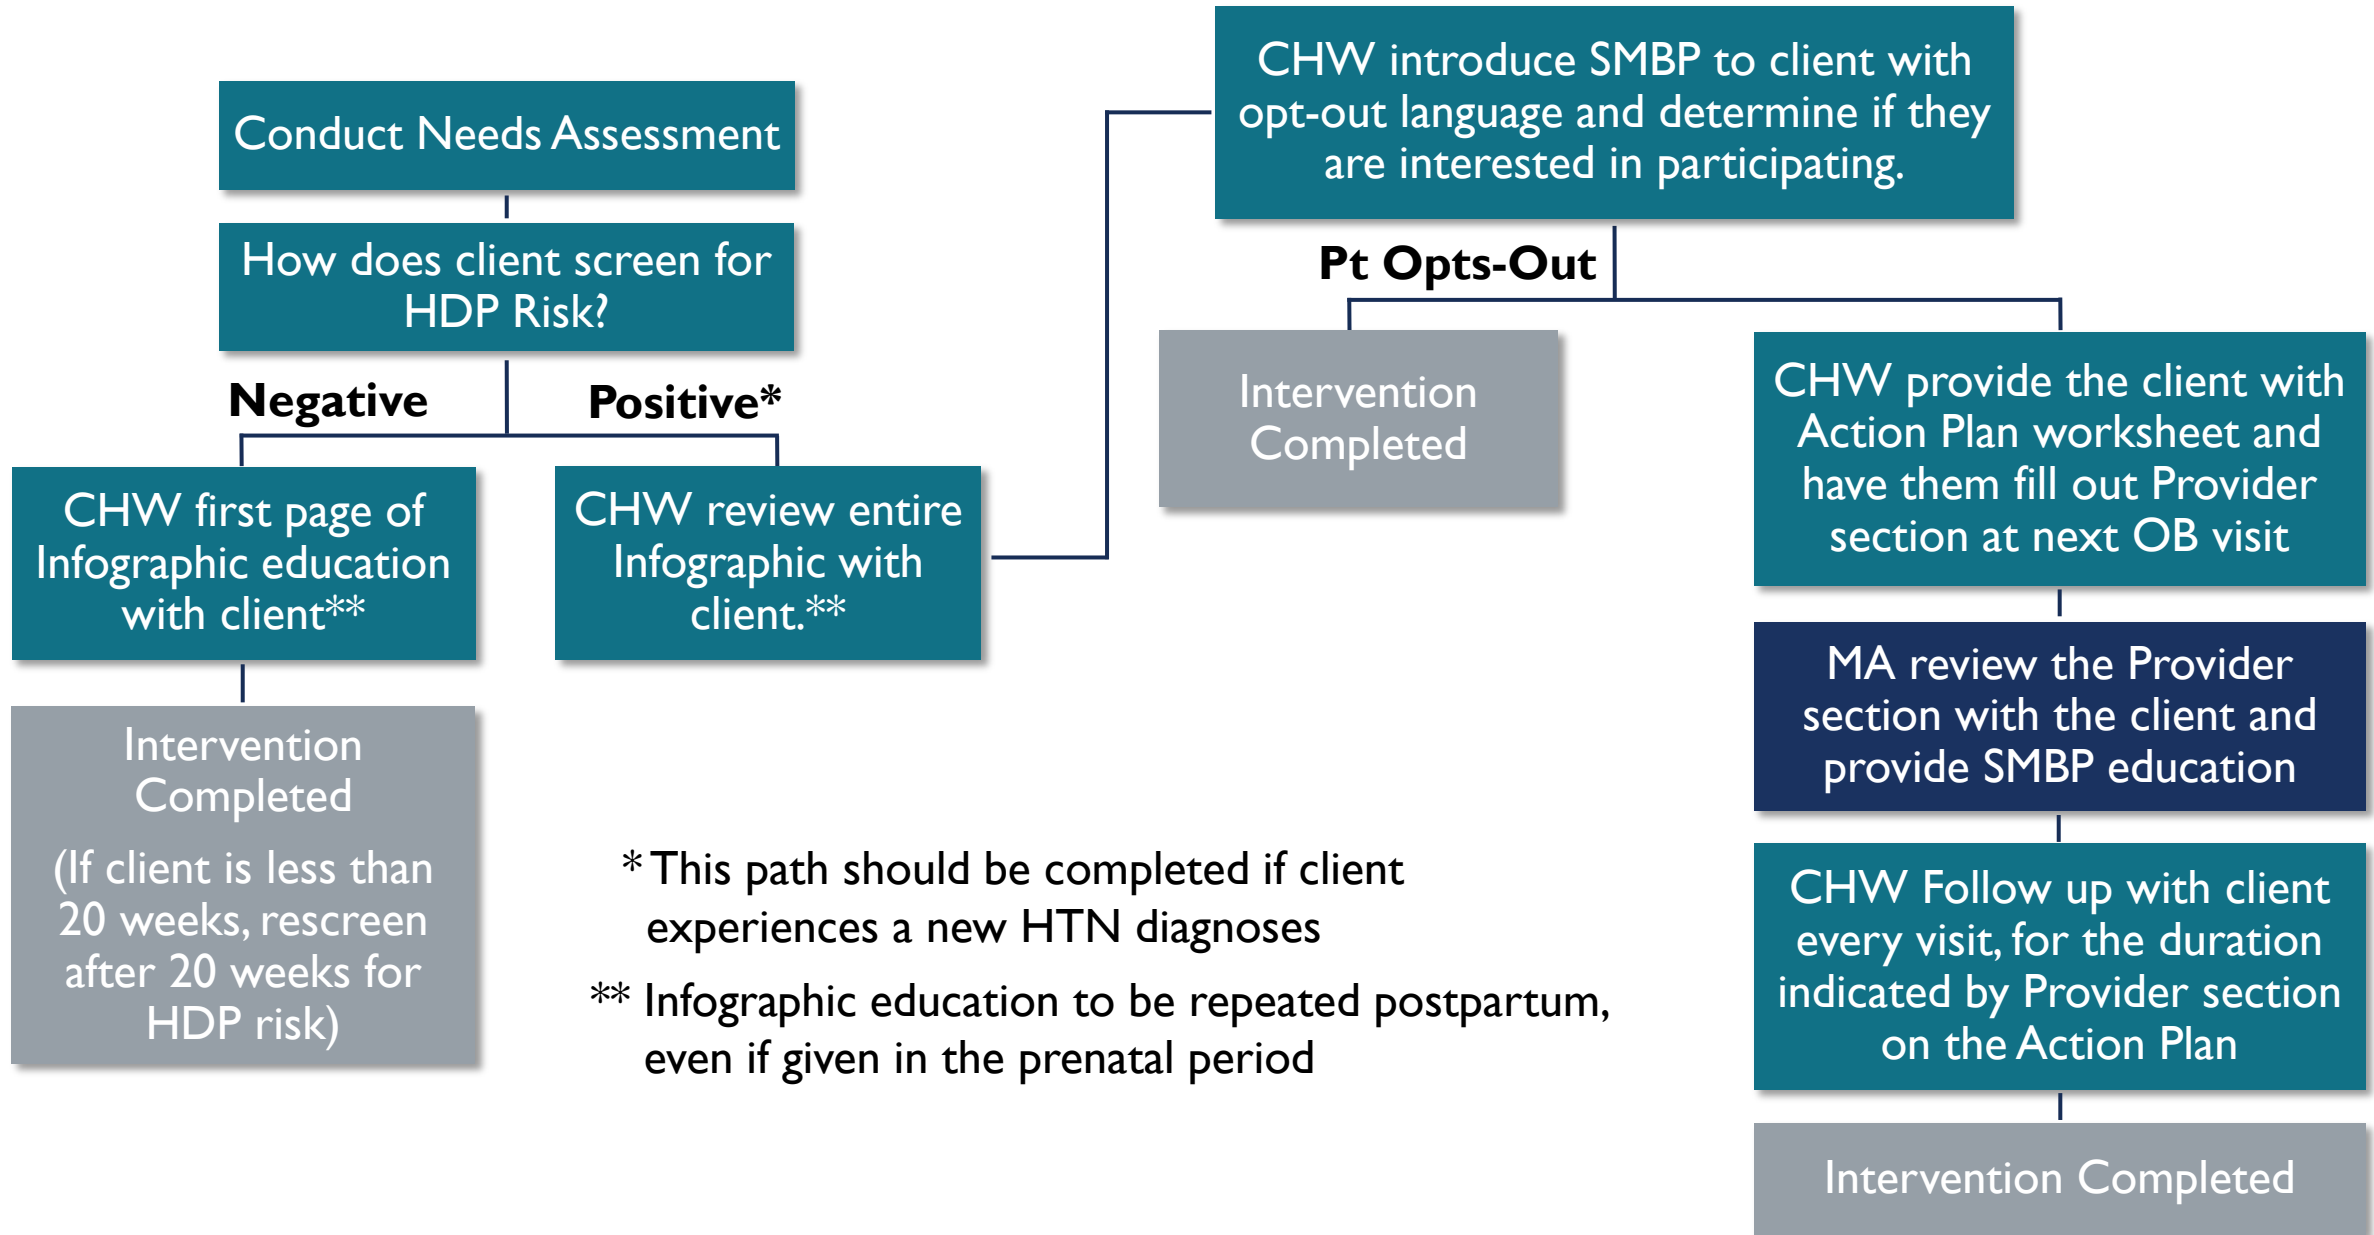 Conduct Needs Assessment
How does client screen for
HDP Risk?
Negative
Positive*
CHW first page of
Infographic education
with client**
Intervention
Completed
(If client is less than
20 weeks, rescreen
after 20 weeks for
HDP risk)
CHW review entire
Infographic with
client.**
CHW introduce SMBP to client with
opt-out language and determine if they
are interested in participating.
Pt Opts-Out
Intervention
Completed
CHW provide the client with
Action Plan worksheet and
have them fill out Provider
section at next OB visit
MA review the Provider
section with the client and
provide SMBP education
CHW Follow up with client
every visit, for the duration
indicated by Provider section
on the Action Plan
Intervention Completed
* This path should be completed if client
experiences a new HTN diagnoses
** Infographic education to be repeated postpartum,
even if given in the prenatal period